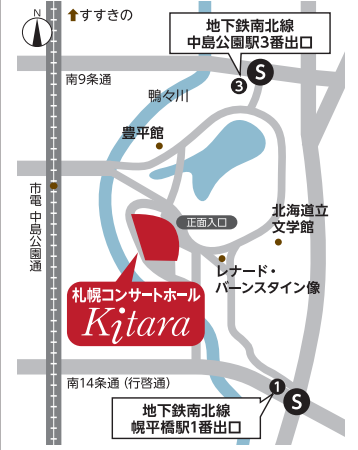 N
すすきの
地下鉄南北線
中島公園駅3番出口
3
S
南9条通
鴨々川
豊平館
市電 中島公園通
正面入口
北海道立
文学館
レナード・
バーンスタイン像
札幌コンサートホール
Kitara
南14条通(行啓通)
1
S
地下鉄南北線
幌平橋駅1番出口